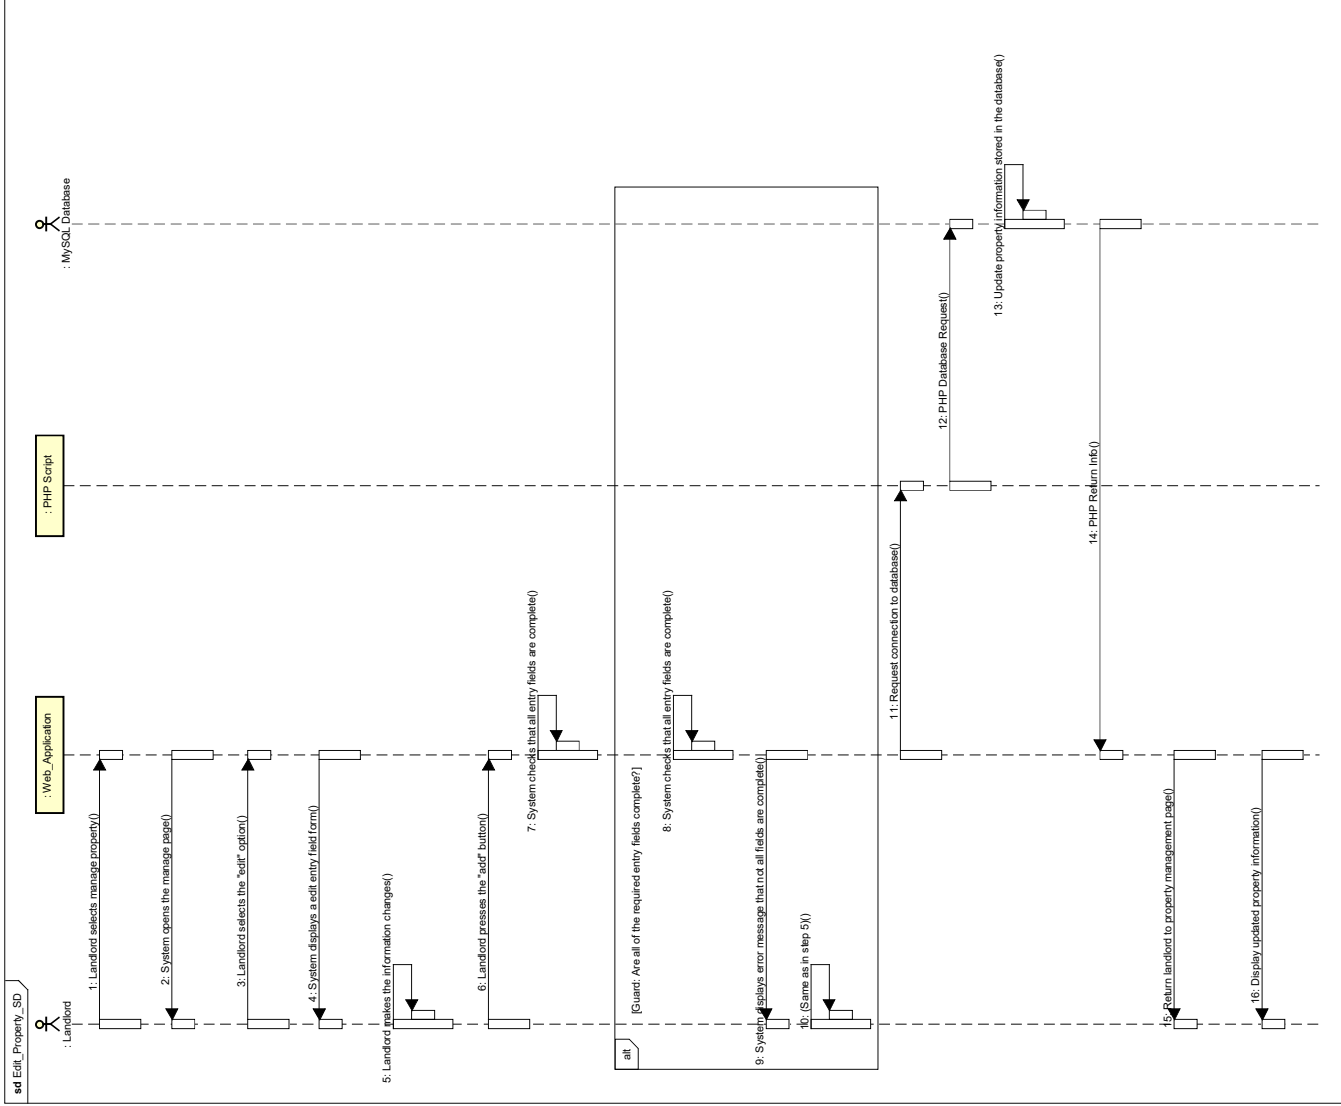 sd Edit_Property_SD
: Landlord
: Web_Application
: PHP Script
: MySQL Database
1: Landlord selects manage property()
2: System opens the manage page()
3: Landlord selects the "edit" option()
4: System displays a edit entry field form()
5: Landlord makes the information changes()
6: Landlord presses the "add" button()
7: System checks that all entry fields are complete()
alt
[Guard: Are all of the required entry fields complete?]
8: System checks that all entry fields are complete()
9: System displays error message that not all fields are complete()
10: (Same as in step 5)()
11: Request connection to database()
12: PHP Database Request()
13: Update property information stored in the database()
14: PHP Return Info()
15: Return landlord to property management page()
16: Display updated property information()